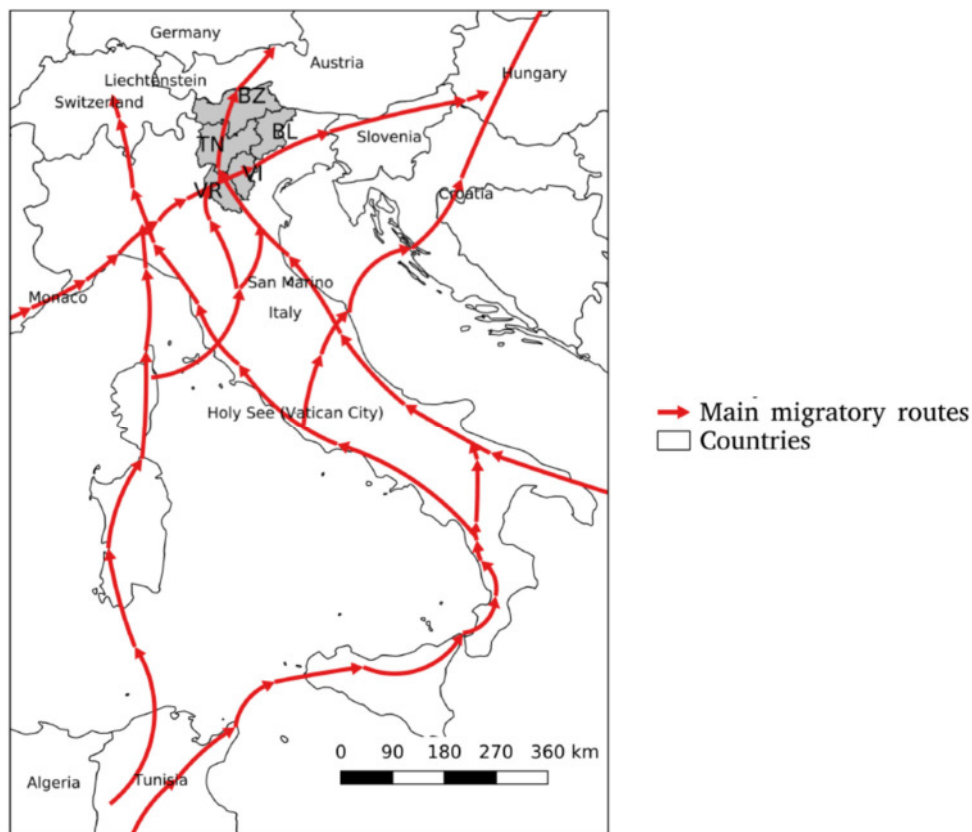 Germany
Austria
Liechtenstein
Hungary
Switzerland
BZ
BL
TN
Slovenia
VI
VR
Croatia
San Marino
Monaco
Italy
Holy See (Vatican City)
Main migratory routes
Countries
0 90 180 270 360 km
Algeria
Tunisia